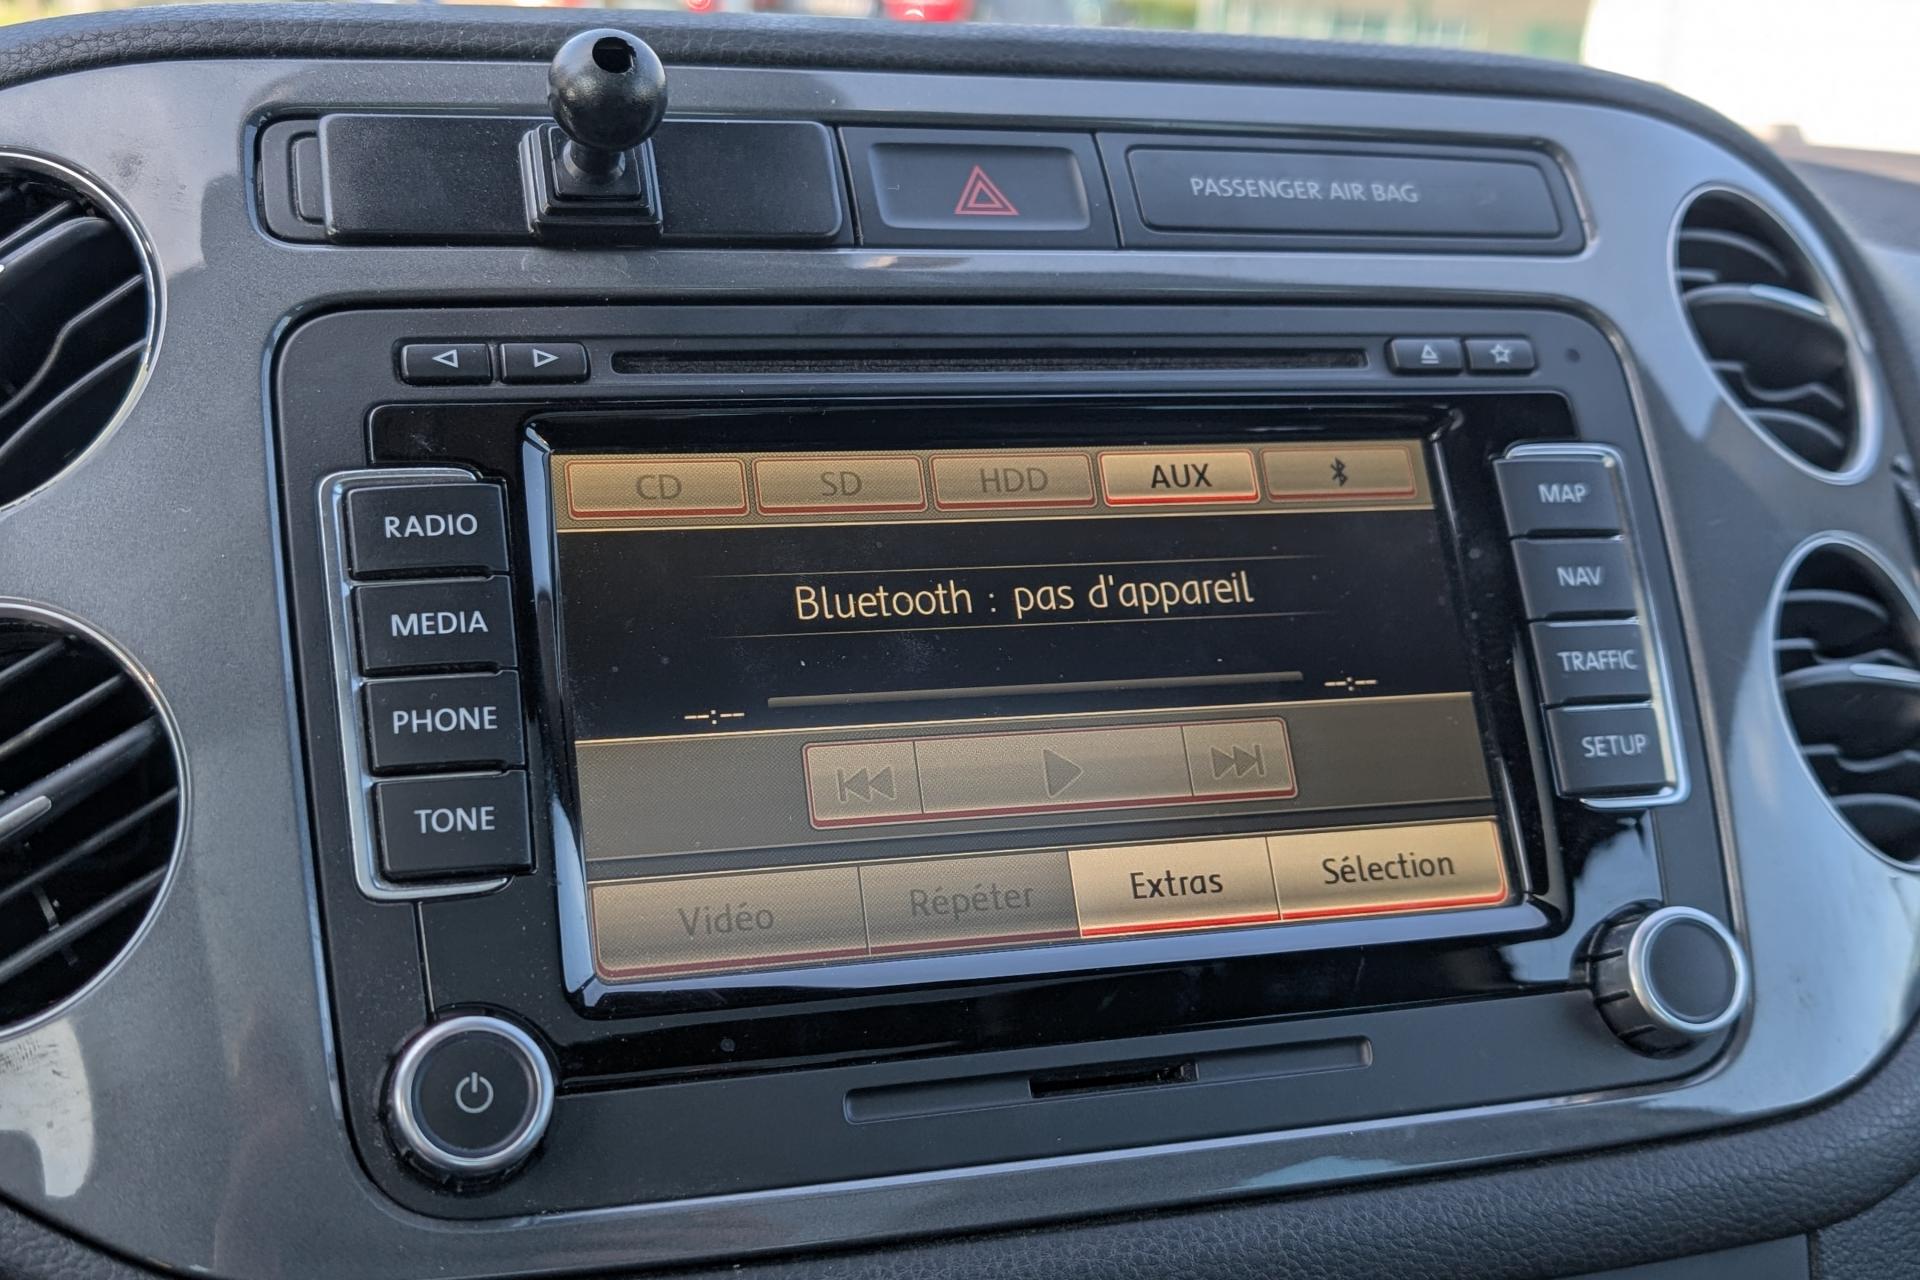 PASSENGER AIR BAG
CD SD HDD AUX
RADIO
MEDIA
PHONE
TONE
Bluetooth : pas d'appareil
--:-- --:--
Vidéo Répéter Extras Sélection
MAP
NAV
TRAFFIC
SETUP